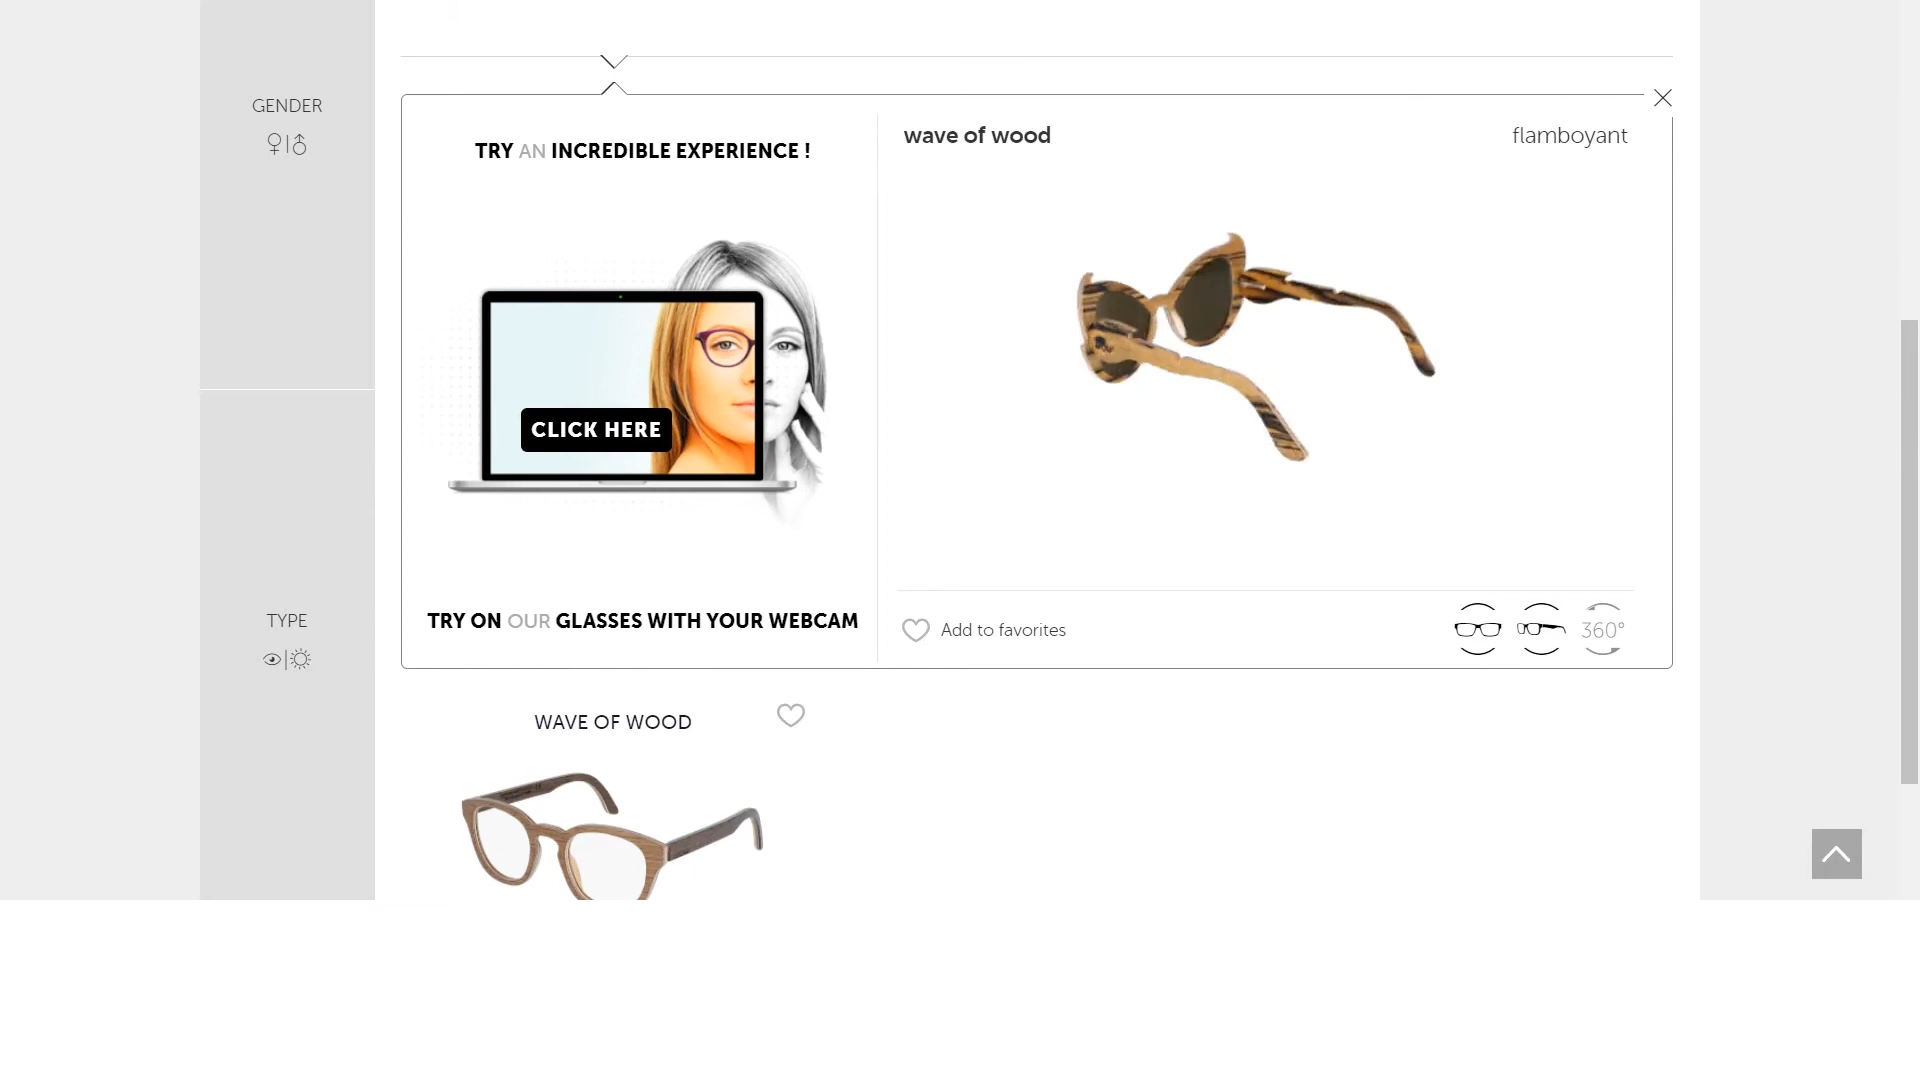 GENDER
TRY AN INCREDIBLE EXPERIENCE !
wave of wood
flamboyant
CLICK HERE
TYPE
TRY ON OUR GLASSES WITH YOUR WEBCAM
Add to favorites
360°
WAVE OF WOOD